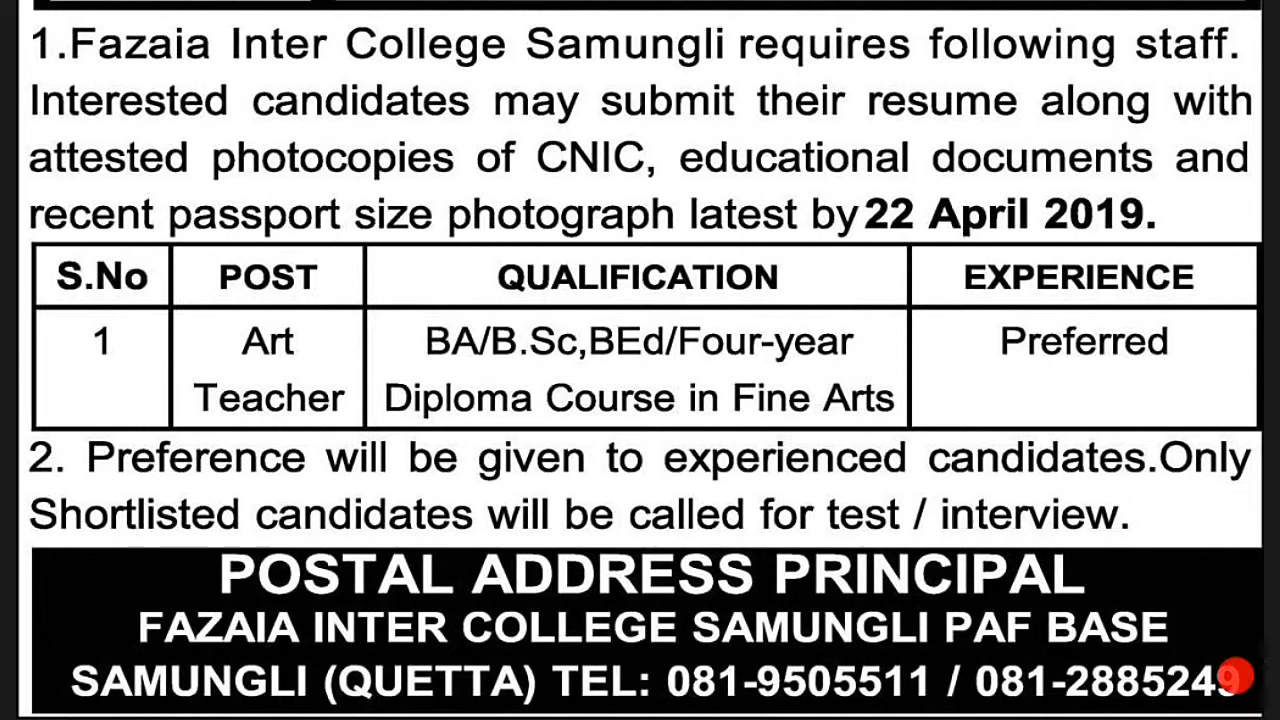 1.Fazaia Inter College Samungli requires following staff.
Interested candidates may submit their resume along with
attested photocopies of CNIC, educational documents and
recent passport size photograph latest by 22 April 2019.
S.No POST QUALIFICATION EXPERIENCE
1 Art BA/B.Sc,BEd/Four-year Preferred
Teacher Diploma Course in Fine Arts
2. Preference will be given to experienced candidates.Only
Shortlisted candidates will be called for test / interview.
POSTAL ADDRESS PRINCIPAL
FAZAIA INTER COLLEGE SAMUNGLI PAF BASE
SAMUNGLI (QUETTA) TEL: 081-9505511 / 081-2885249